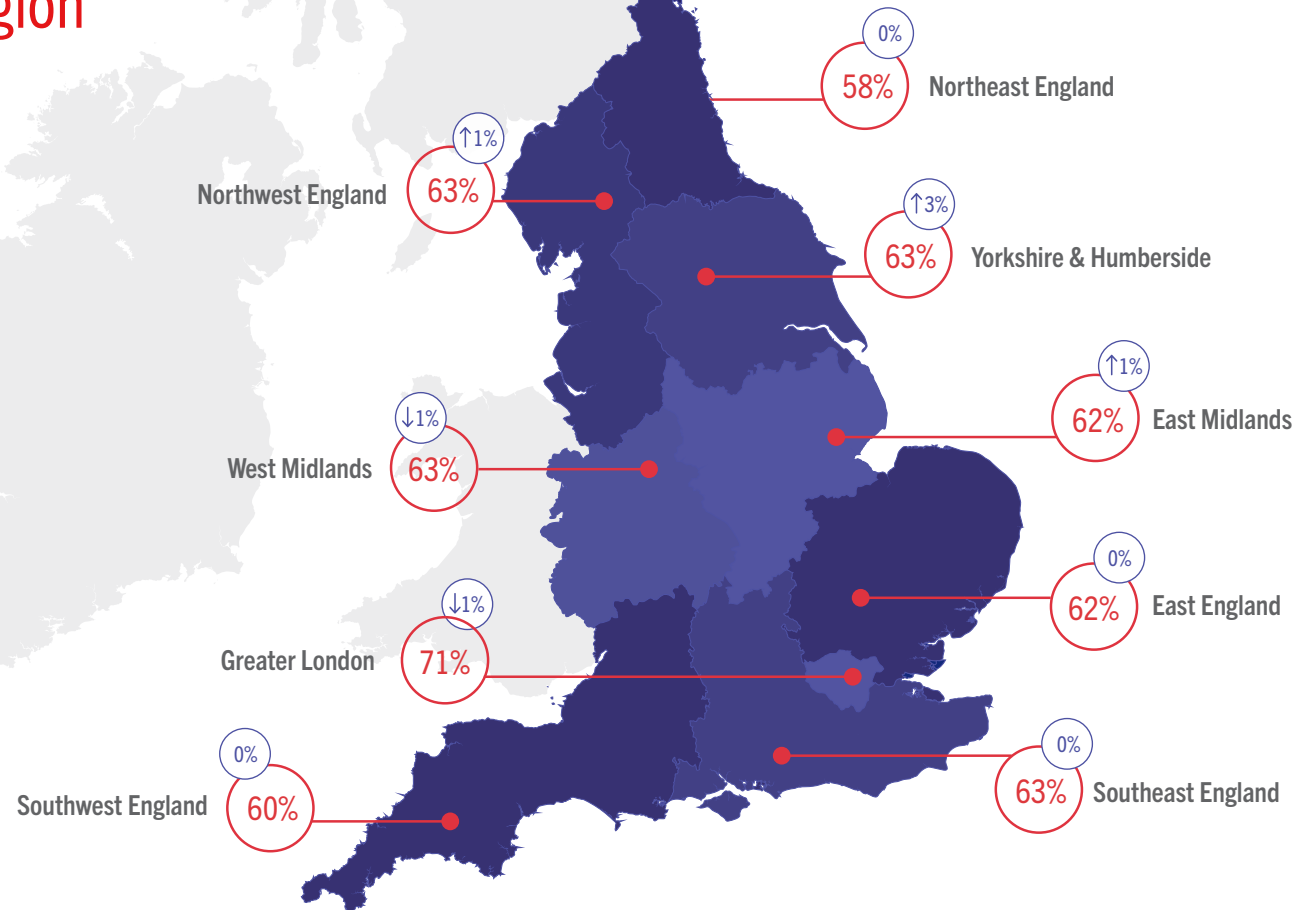 gion
0%
58%
Northeast England
↑1%
63%
Northwest England
↑3%
63%
Yorkshire & Humberside
↑1%
62%
East Midlands
↓1%
63%
West Midlands
0%
62%
East England
↓1%
71%
Greater London
0%
63%
Southeast England
0%
60%
Southwest England